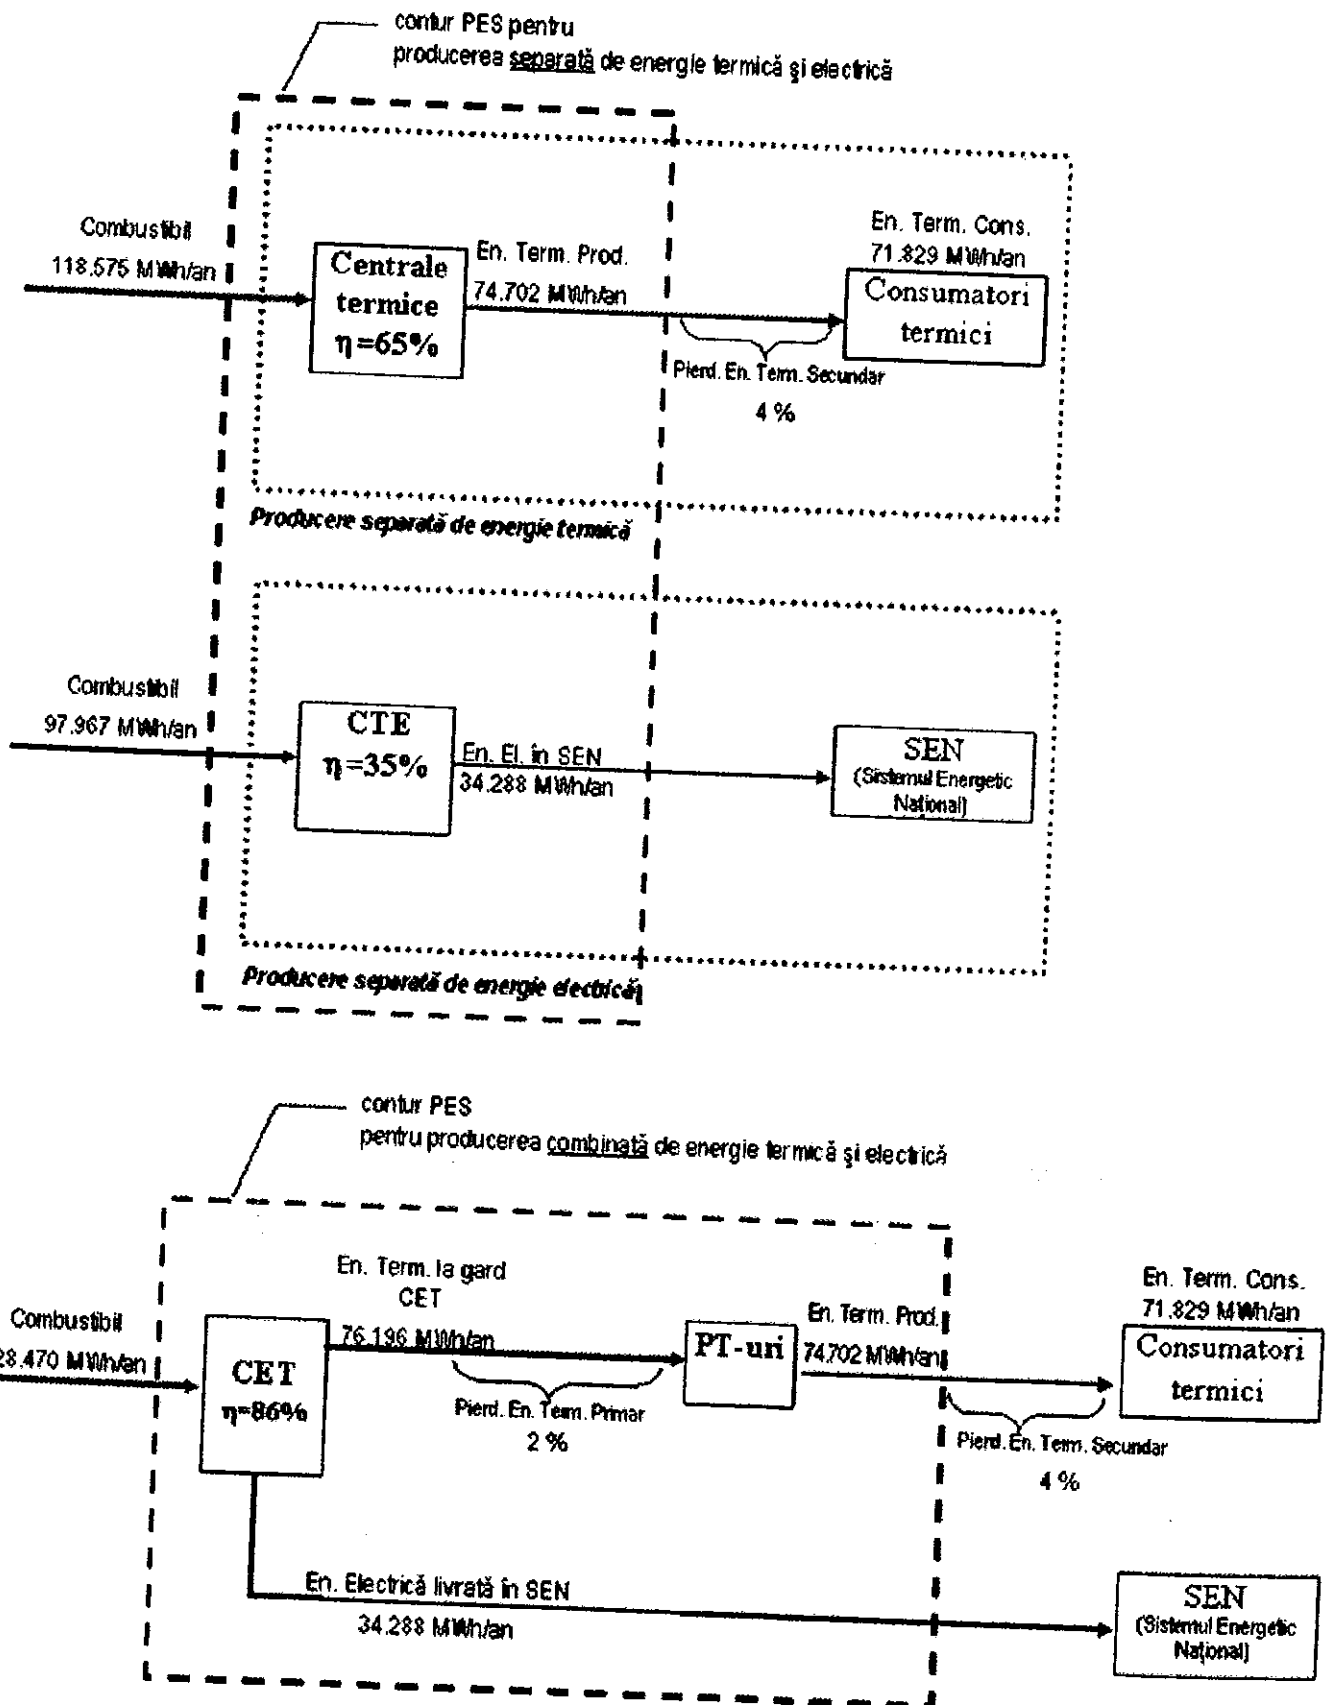 contur PES pentru
producerea separată de energie termică și electrică
Combustibil
118.575 MWh/an
Centrale
termice
η=65%
En. Term. Prod.
74.702 MWh/an
En. Term. Cons.
71.829 MWh/an
Consumatori
termici
Pierd. En. Term. Secundar
4 %
Producere separată de energie termică
Combustibil
97.967 MWh/an
CTE
η=35%
En. El. în SEN
34.288 MWh/an
SEN
(Sistemul Energetic
Național)
Producere separată de energie electrică
contur PES
pentru producerea combinată de energie termică și electrică
Combustibil
28.470 MWh/an
CET
η=86%
En. Term. la gard
CET
76.196 MWh/an
Pierd. En. Term. Primar
2 %
PT-uri
En. Term. Prod.
74.702 MWh/an
En. Term. Cons.
71.829 MWh/an
Consumatori
termici
Pierd. En. Term. Secundar
4 %
En. Electrică livrată în SEN
34.288 MWh/an
SEN
(Sistemul Energetic
Național)